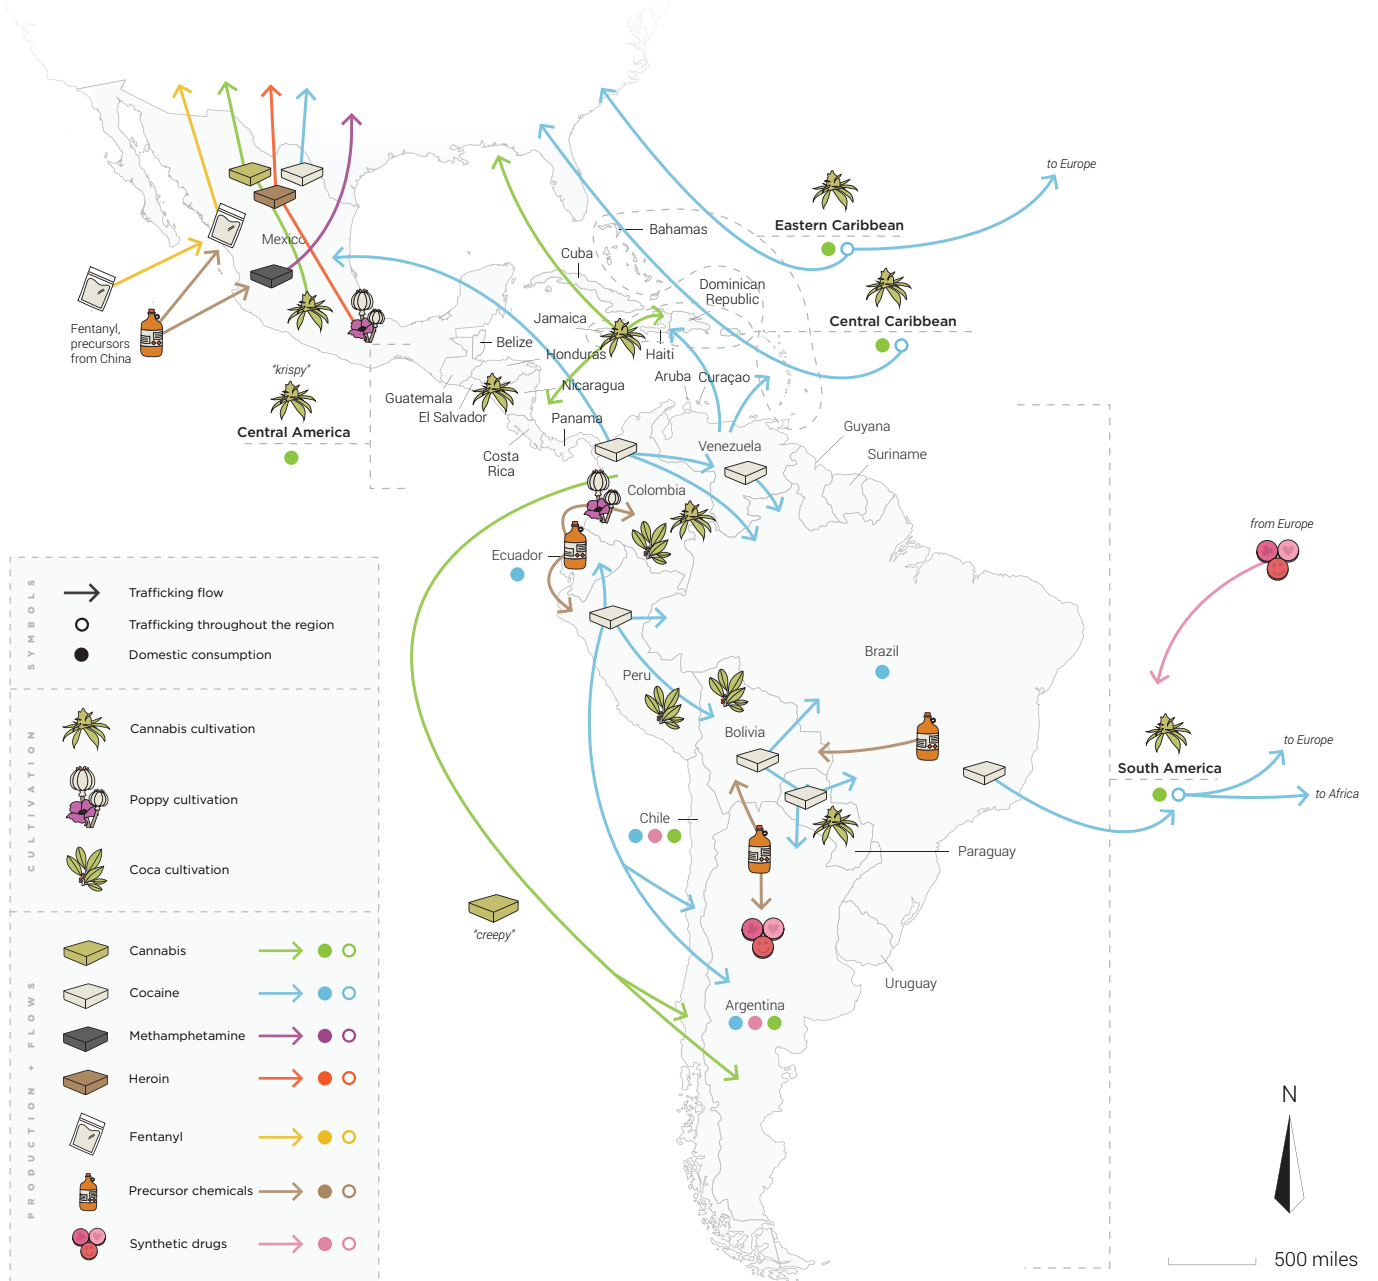 to Europe
Eastern Caribbean
Bahamas
Mexico
Cuba
Central Caribbean
Dominican
Republic
Jamaica
Fentanyl,
precursors
from China
Belize
Honduras
Haiti
"krispy"
Aruba
Curaçao
Nicaragua
Guatemala
El Salvador
Panama
Central America
Guyana
Costa
Rica
Venezuela
Suriname
Colombia
from Europe
Ecuador
Brazil
Peru
Bolivia
to Europe
South America
to Africa
Chile
Paraguay
"creepy"
Uruguay
Argentina
SYMBOLS
Trafficking flow
Trafficking throughout the region
Domestic consumption
CULTIVATION
Cannabis cultivation
Poppy cultivation
Coca cultivation
PRODUCTION + FLOWS
Cannabis
Cocaine
Methamphetamine
Heroin
Fentanyl
Precursor chemicals
Synthetic drugs
N
500 miles